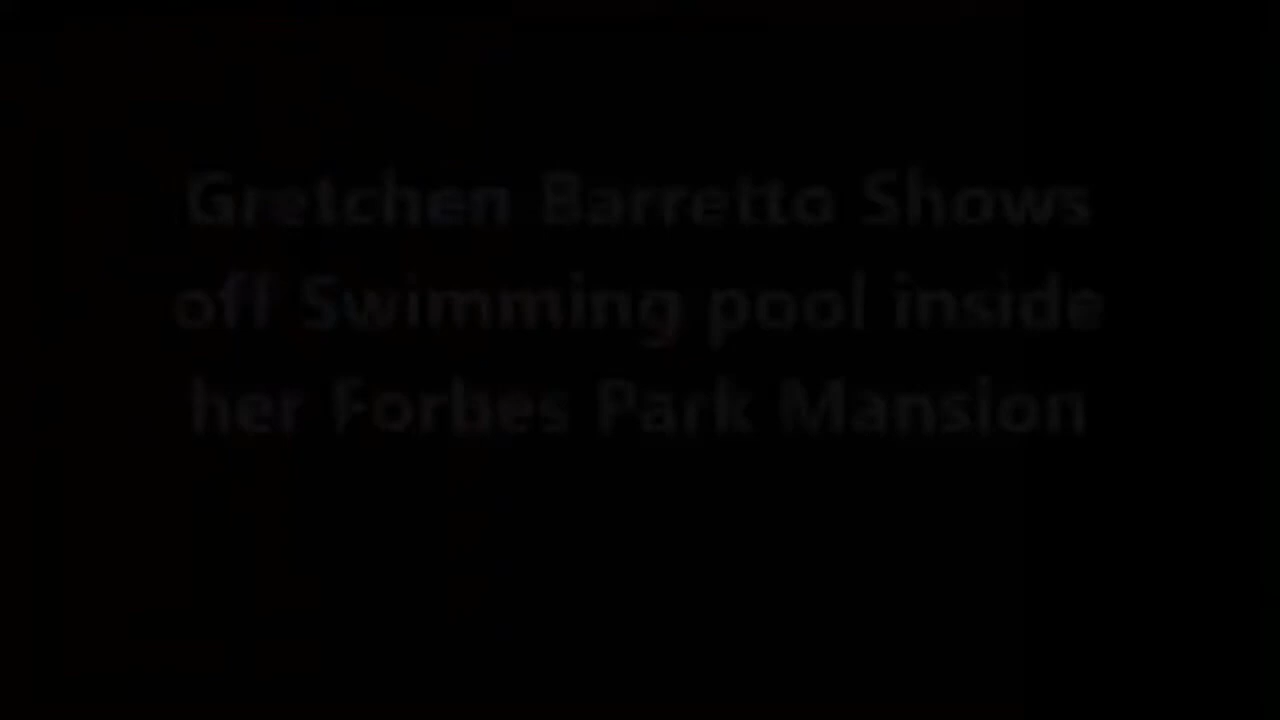 Gretchen Barretto Shows
off Swimming pool inside
her Forbes Park Mansion